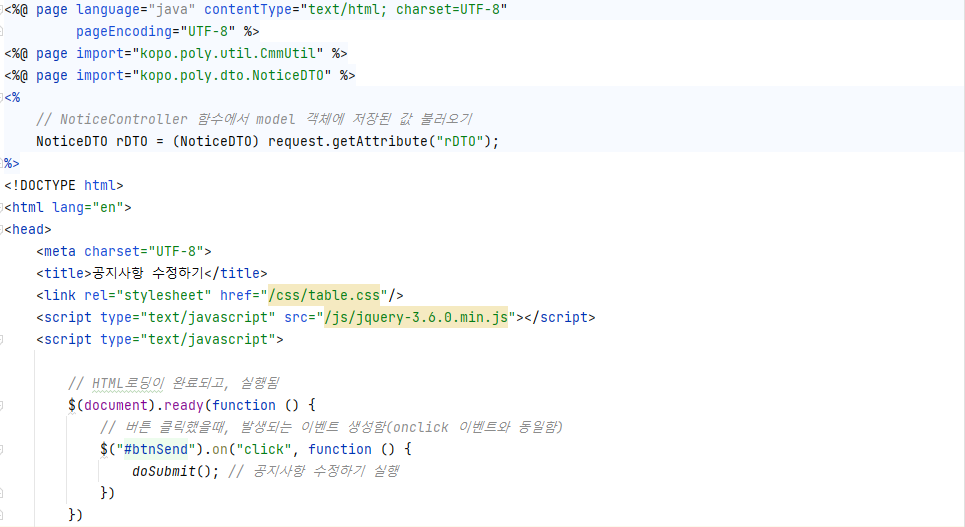 <%@ page language="java" contentType="text/html; charset=UTF-8"
         pageEncoding="UTF-8" %>
<%@ page import="kopo.poly.util.CmmUtil" %>
<%@ page import="kopo.poly.dto.NoticeDTO" %>
<%
    // NoticeController 함수에서 model 객체에 저장된 값 불러오기
    NoticeDTO rDTO = (NoticeDTO) request.getAttribute("rDTO");
%>
<!DOCTYPE html>
<html lang="en">
<head>
    <meta charset="UTF-8">
    <title>공지사항 수정하기</title>
    <link rel="stylesheet" href="/css/table.css"/>
    <script type="text/javascript" src="/js/jquery-3.6.0.min.js"></script>
    <script type="text/javascript">
        // HTML로딩이 완료되고, 실행됨
        $(document).ready(function () {
            // 버튼 클릭했을때, 발생되는 이벤트 생성함(onclick 이벤트와 동일함)
            $("#btnSend").on("click", function () {
                doSubmit(); // 공지사항 수정하기 실행
            })
        })